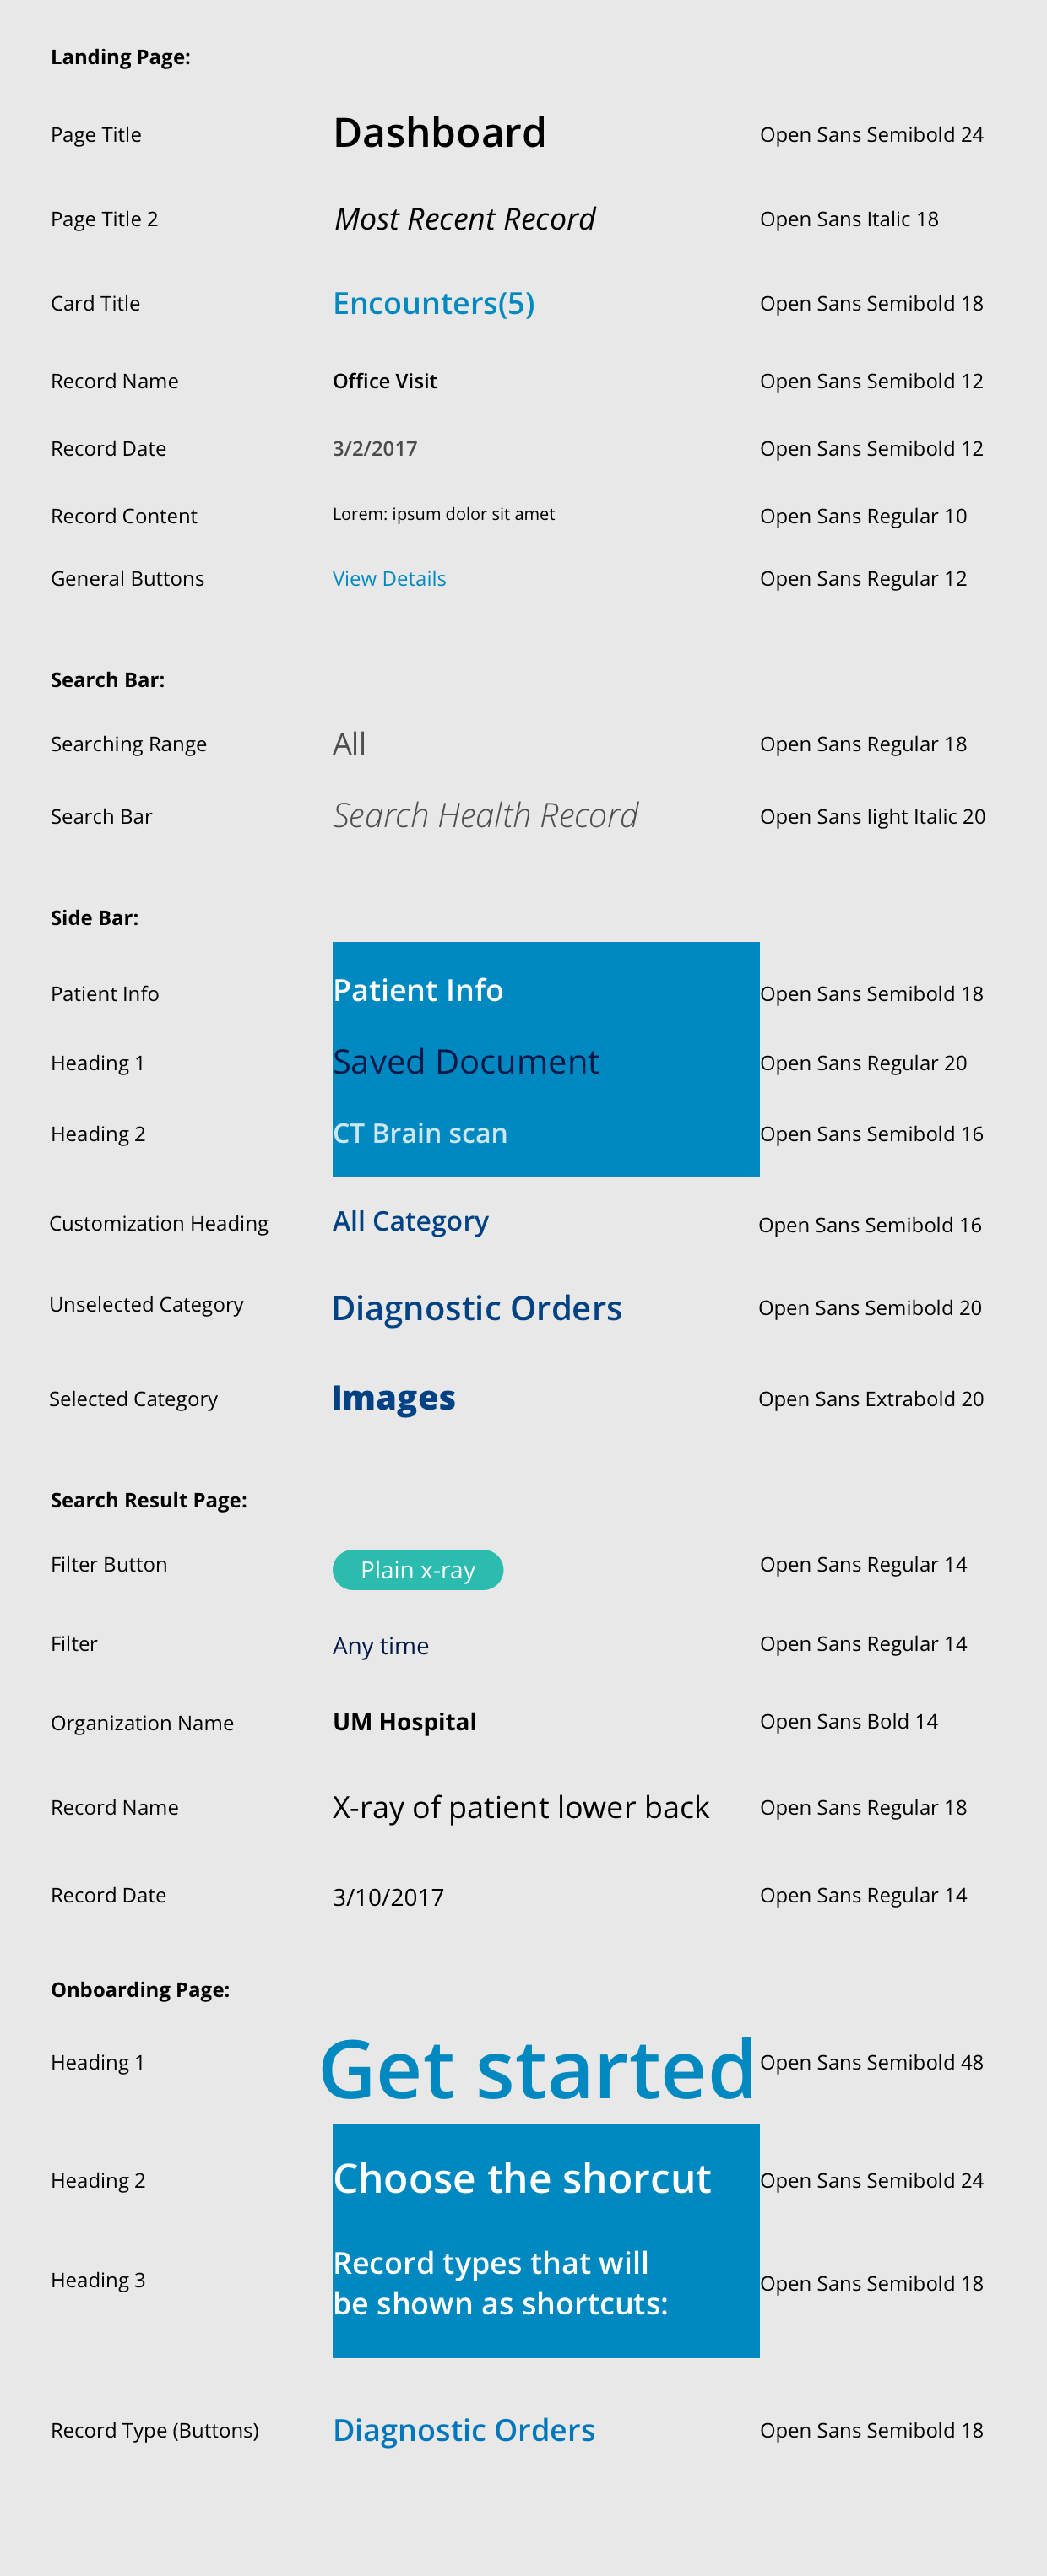 Landing Page:
Page Title Dashboard Open Sans Semibold 24
Page Title 2 Most Recent Record Open Sans Italic 18
Card Title Encounters(5) Open Sans Semibold 18
Record Name Office Visit Open Sans Semibold 12
Record Date 3/2/2017 Open Sans Semibold 12
Record Content Lorem: ipsum dolor sit amet Open Sans Regular 10
General Buttons View Details Open Sans Regular 12
Search Bar:
Searching Range All Open Sans Regular 18
Search Bar Search Health Record Open Sans light Italic 20
Side Bar:
Patient Info Patient Info Open Sans Semibold 18
Heading 1 Saved Document Open Sans Regular 20
Heading 2 CT Brain scan Open Sans Semibold 16
Customization Heading All Category Open Sans Semibold 16
Unselected Category Diagnostic Orders Open Sans Semibold 20
Selected Category Images Open Sans Extrabold 20
Search Result Page:
Filter Button Plain x-ray Open Sans Regular 14
Filter Any time Open Sans Regular 14
Organization Name UM Hospital Open Sans Bold 14
Record Name X-ray of patient lower back Open Sans Regular 18
Record Date 3/10/2017 Open Sans Regular 14
Onboarding Page:
Heading 1 Get started Open Sans Semibold 48
Heading 2 Choose the shorcut Open Sans Semibold 24
Heading 3 Record types that will
be shown as shortcuts: Open Sans Semibold 18
Record Type (Buttons) Diagnostic Orders Open Sans Semibold 18